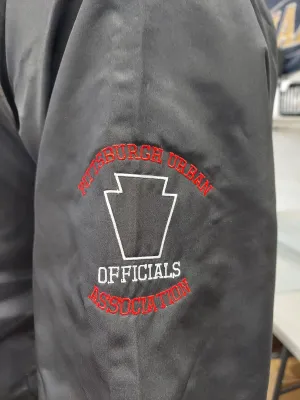 PITTSBURGH URBAN
OFFICIALS
ASSOCIATION